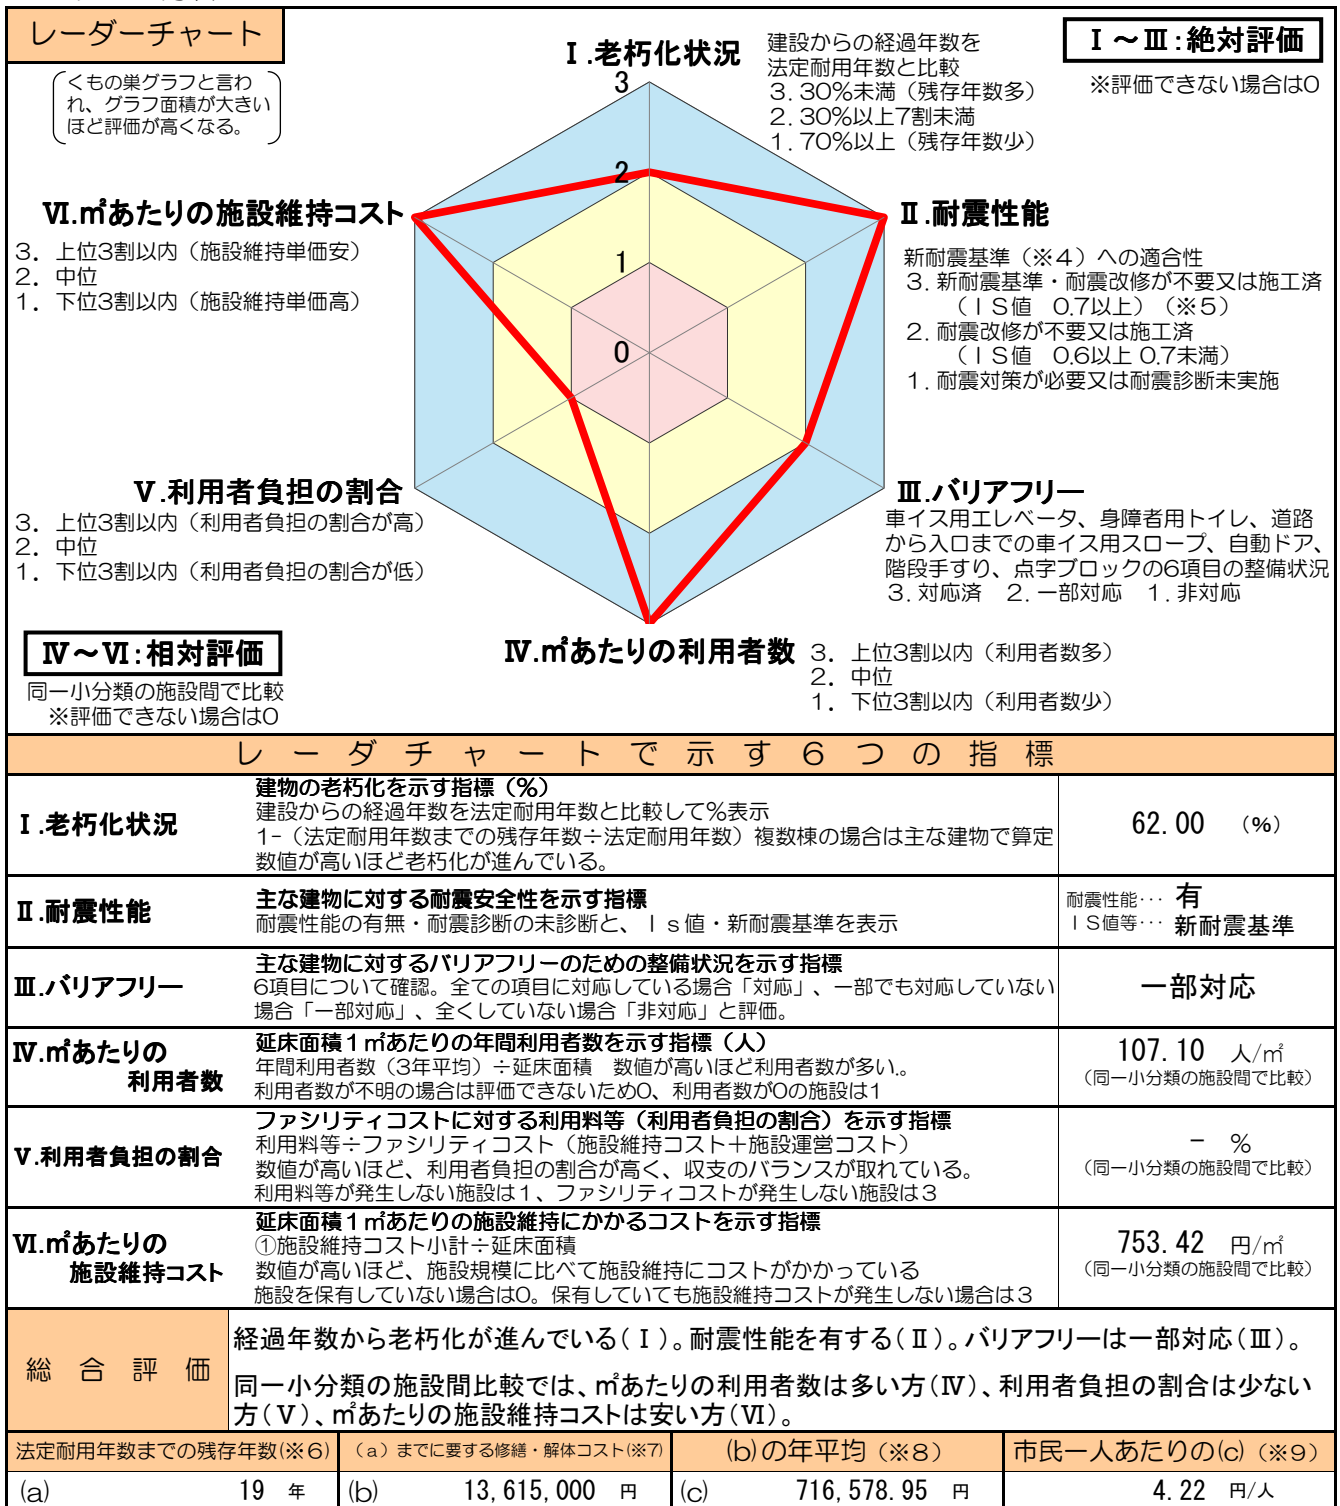 レーダーチャート
くもの巣グラフと言わ
れ、グラフ面積が大きい
ほど評価が高くなる。
Ⅰ.老朽化状況
建設からの経過年数を
法定耐用年数と比較
3. 30%未満（残存年数多）
2. 30%以上7割未満
1. 70%以上（残存年数少）
Ⅰ～Ⅲ:絶対評価
※評価できない場合は0
3
2
1
0
Ⅵ.㎡あたりの施設維持コスト
3. 上位3割以内（施設維持単価安）
2. 中位
1. 下位3割以内（施設維持単価高）
Ⅱ.耐震性能
新耐震基準（※4）への適合性
3. 新耐震基準・耐震改修が不要又は施工済
（ＩＳ値 0.7以上）（※5）
2. 耐震改修が不要又は施工済
（ＩＳ値 0.6以上 0.7未満）
1. 耐震対策が必要又は耐震診断未実施
Ⅴ.利用者負担の割合
3. 上位3割以内（利用者負担の割合が高）
2. 中位
1. 下位3割以内（利用者負担の割合が低）
Ⅲ.バリアフリー
車イス用エレベータ、身障者用トイレ、道路
から入口までの車イス用スロープ、自動ドア、
階段手すり、点字ブロックの6項目の整備状況
3. 対応済 2. 一部対応 1. 非対応
Ⅳ～Ⅵ:相対評価
同一小分類の施設間で比較
※評価できない場合は0
Ⅳ.㎡あたりの利用者数
3. 上位3割以内（利用者数多）
2. 中位
1. 下位3割以内（利用者数少）
レーダチャートで示す６つの指標
Ⅰ.老朽化状況
建物の老朽化を示す指標（%）
建設からの経過年数を法定耐用年数と比較して%表示
1-（法定耐用年数までの残存年数÷法定耐用年数）複数棟の場合は主な建物で算定
数値が高いほど老朽化が進んでいる。
62.00 （%）
Ⅱ.耐震性能
主な建物に対する耐震安全性を示す指標
耐震性能の有無・耐震診断の未診断と、Ｉｓ値・新耐震基準を表示
耐震性能… 有
ＩＳ値等… 新耐震基準
Ⅲ.バリアフリー
主な建物に対するバリアフリーのための整備状況を示す指標
6項目について確認。全ての項目に対応している場合「対応」、一部でも対応していない
場合「一部対応」、全くしていない場合「非対応」と評価。
一部対応
Ⅳ.㎡あたりの
利用者数
延床面積１㎡あたりの年間利用者数を示す指標（人）
年間利用者数（3年平均）÷延床面積 数値が高いほど利用者数が多い。
利用者数が不明の場合は評価できないため0、利用者数が0の施設は1
107.10 人/㎡
（同一小分類の施設間で比較）
Ⅴ.利用者負担の割合
ファシリティコストに対する利用料等（利用者負担の割合）を示す指標
利用料等÷ファシリティコスト（施設維持コスト＋施設運営コスト）
数値が高いほど、利用者負担の割合が高く、収支のバランスが取れている。
利用料等が発生しない施設は１、ファシリティコストが発生しない施設は３
- %
（同一小分類の施設間で比較）
Ⅵ.㎡あたりの
施設維持コスト
延床面積１㎡あたりの施設維持にかかるコストを示す指標
①施設維持コスト小計÷延床面積
数値が高いほど、施設規模に比べて施設維持にコストがかかっている
施設を保有していない場合は0。保有していても施設維持コストが発生しない場合は３
753.42 円/㎡
（同一小分類の施設間で比較）
総合評価
経過年数から老朽化が進んでいる(Ⅰ)。耐震性能を有する(Ⅱ)。バリアフリーは一部対応(Ⅲ)。
同一小分類の施設間比較では、㎡あたりの利用者数は多い方(Ⅳ)、利用者負担の割合は少ない
方(Ⅴ)、㎡あたりの施設維持コストは安い方(Ⅵ)。
法定耐用年数までの残存年数(※6) （a）までに要する修繕・解体コスト(※7) (b)の年平均（※8） 市民一人あたりの(c)（※9）
(a) 19 年 (b) 13,615,000 円 (c) 716,578.95 円 4.22 円/人